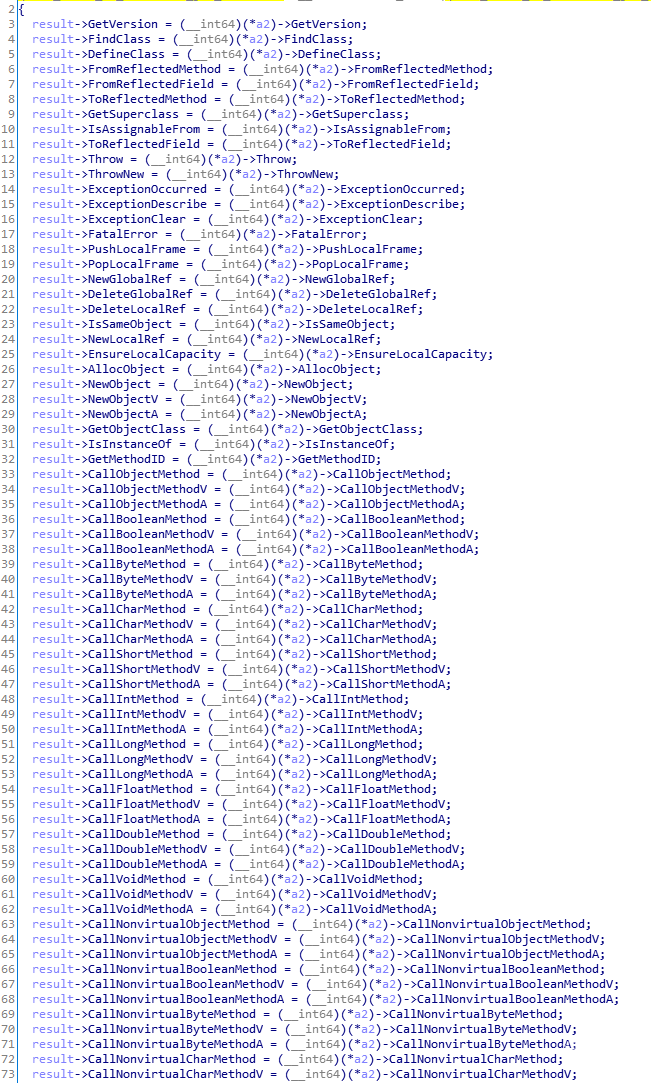 2 {
3 result->GetVersion = (__int64)(*a2)->GetVersion;
4 result->FindClass = (__int64)(*a2)->FindClass;
5 result->DefineClass = (__int64)(*a2)->DefineClass;
6 result->FromReflectedMethod = (__int64)(*a2)->FromReflectedMethod;
7 result->FromReflectedField = (__int64)(*a2)->FromReflectedField;
8 result->ToReflectedMethod = (__int64)(*a2)->ToReflectedMethod;
9 result->GetSuperclass = (__int64)(*a2)->GetSuperclass;
10 result->IsAssignableFrom = (__int64)(*a2)->IsAssignableFrom;
11 result->ToReflectedField = (__int64)(*a2)->ToReflectedField;
12 result->Throw = (__int64)(*a2)->Throw;
13 result->ThrowNew = (__int64)(*a2)->ThrowNew;
14 result->ExceptionOccurred = (__int64)(*a2)->ExceptionOccurred;
15 result->ExceptionDescribe = (__int64)(*a2)->ExceptionDescribe;
16 result->ExceptionClear = (__int64)(*a2)->ExceptionClear;
17 result->FatalError = (__int64)(*a2)->FatalError;
18 result->PushLocalFrame = (__int64)(*a2)->PushLocalFrame;
19 result->PopLocalFrame = (__int64)(*a2)->PopLocalFrame;
20 result->NewGlobalRef = (__int64)(*a2)->NewGlobalRef;
21 result->DeleteGlobalRef = (__int64)(*a2)->DeleteGlobalRef;
22 result->DeleteLocalRef = (__int64)(*a2)->DeleteLocalRef;
23 result->IsSameObject = (__int64)(*a2)->IsSameObject;
24 result->NewLocalRef = (__int64)(*a2)->NewLocalRef;
25 result->EnsureLocalCapacity = (__int64)(*a2)->EnsureLocalCapacity;
26 result->AllocObject = (__int64)(*a2)->AllocObject;
27 result->NewObject = (__int64)(*a2)->NewObject;
28 result->NewObjectV = (__int64)(*a2)->NewObjectV;
29 result->NewObjectA = (__int64)(*a2)->NewObjectA;
30 result->GetObjectClass = (__int64)(*a2)->GetObjectClass;
31 result->IsInstanceOf = (__int64)(*a2)->IsInstanceOf;
32 result->GetMethodID = (__int64)(*a2)->GetMethodID;
33 result->CallObjectMethod = (__int64)(*a2)->CallObjectMethod;
34 result->CallObjectMethodV = (__int64)(*a2)->CallObjectMethodV;
35 result->CallObjectMethodA = (__int64)(*a2)->CallObjectMethodA;
36 result->CallBooleanMethod = (__int64)(*a2)->CallBooleanMethod;
37 result->CallBooleanMethodV = (__int64)(*a2)->CallBooleanMethodV;
38 result->CallBooleanMethodA = (__int64)(*a2)->CallBooleanMethodA;
39 result->CallByteMethod = (__int64)(*a2)->CallByteMethod;
40 result->CallByteMethodV = (__int64)(*a2)->CallByteMethodV;
41 result->CallByteMethodA = (__int64)(*a2)->CallByteMethodA;
42 result->CallCharMethod = (__int64)(*a2)->CallCharMethod;
43 result->CallCharMethodV = (__int64)(*a2)->CallCharMethodV;
44 result->CallCharMethodA = (__int64)(*a2)->CallCharMethodA;
45 result->CallShortMethod = (__int64)(*a2)->CallShortMethod;
46 result->CallShortMethodV = (__int64)(*a2)->CallShortMethodV;
47 result->CallShortMethodA = (__int64)(*a2)->CallShortMethodA;
48 result->CallIntMethod = (__int64)(*a2)->CallIntMethod;
49 result->CallIntMethodV = (__int64)(*a2)->CallIntMethodV;
50 result->CallIntMethodA = (__int64)(*a2)->CallIntMethodA;
51 result->CallLongMethod = (__int64)(*a2)->CallLongMethod;
52 result->CallLongMethodV = (__int64)(*a2)->CallLongMethodV;
53 result->CallLongMethodA = (__int64)(*a2)->CallLongMethodA;
54 result->CallFloatMethod = (__int64)(*a2)->CallFloatMethod;
55 result->CallFloatMethodV = (__int64)(*a2)->CallFloatMethodV;
56 result->CallFloatMethodA = (__int64)(*a2)->CallFloatMethodA;
57 result->CallDoubleMethod = (__int64)(*a2)->CallDoubleMethod;
58 result->CallDoubleMethodV = (__int64)(*a2)->CallDoubleMethodV;
59 result->CallDoubleMethodA = (__int64)(*a2)->CallDoubleMethodA;
60 result->CallVoidMethod = (__int64)(*a2)->CallVoidMethod;
61 result->CallVoidMethodV = (__int64)(*a2)->CallVoidMethodV;
62 result->CallVoidMethodA = (__int64)(*a2)->CallVoidMethodA;
63 result->CallNonvirtualObjectMethod = (__int64)(*a2)->CallNonvirtualObjectMethod;
64 result->CallNonvirtualObjectMethodV = (__int64)(*a2)->CallNonvirtualObjectMethodV;
65 result->CallNonvirtualObjectMethodA = (__int64)(*a2)->CallNonvirtualObjectMethodA;
66 result->CallNonvirtualBooleanMethod = (__int64)(*a2)->CallNonvirtualBooleanMethod;
67 result->CallNonvirtualBooleanMethodV = (__int64)(*a2)->CallNonvirtualBooleanMethodV;
68 result->CallNonvirtualBooleanMethodA = (__int64)(*a2)->CallNonvirtualBooleanMethodA;
69 result->CallNonvirtualByteMethod = (__int64)(*a2)->CallNonvirtualByteMethod;
70 result->CallNonvirtualByteMethodV = (__int64)(*a2)->CallNonvirtualByteMethodV;
71 result->CallNonvirtualByteMethodA = (__int64)(*a2)->CallNonvirtualByteMethodA;
72 result->CallNonvirtualCharMethod = (__int64)(*a2)->CallNonvirtualCharMethod;
73 result->CallNonvirtualCharMethodV = (__int64)(*a2)->CallNonvirtualCharMethodV;